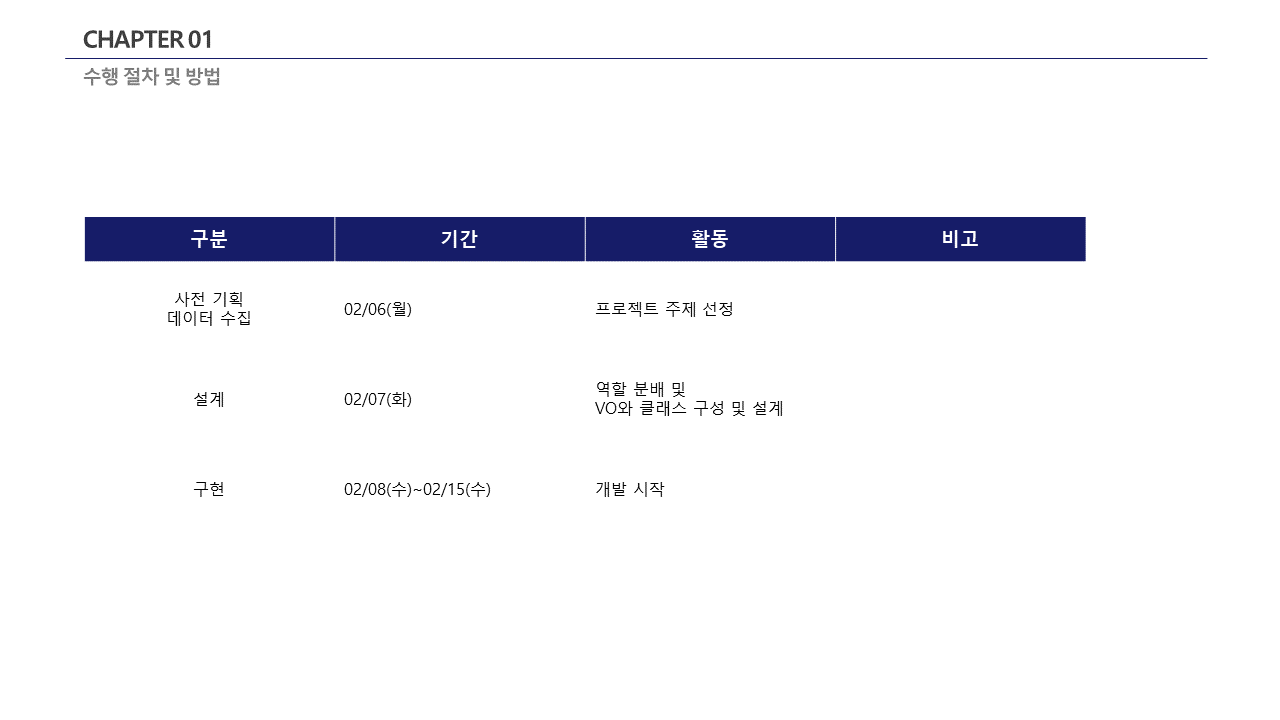 CHAPTER 01
수행 절차 및 방법
구분 기간 활동 비고
사전 기획
데이터 수집
02/06(월)
프로젝트 주제 선정
설계
02/07(화)
역할 분배 및
VO와 클래스 구성 및 설계
구현
02/08(수)~02/15(수)
개발 시작